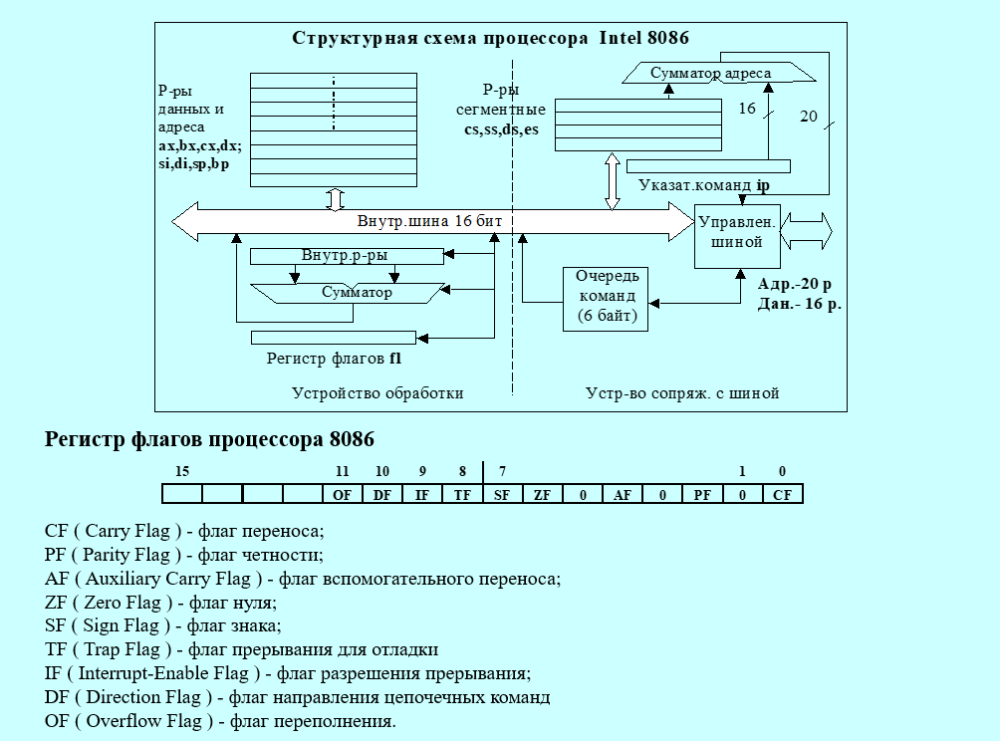 Структурная схема процессора Intel 8086
Р-ры
данных и
адреса
ax,bx,cx,dx;
si,di,sp,bp
Р-ры
сегментные
cs,ss,ds,es
Сумматор адреса
16
20
Указат.команд ip
Внутр.шина 16 бит
Управлен.
шиной
Внутр.р-ры
Сумматор
Очередь
команд
(6 байт)
Адр.-20 р
Дан.- 16 р.
Регистр флагов fl
Устройство обработки
Устр-во сопряж. с шиной
Регистр флагов процессора 8086
15 11 10 9 8 7 1 0
OF DF IF TF SF ZF 0 AF 0 PF 0 CF
CF ( Carry Flag ) - флаг переноса;
PF ( Parity Flag ) - флаг четности;
AF ( Auxiliary Carry Flag ) - флаг вспомогательного переноса;
ZF ( Zero Flag ) - флаг нуля;
SF ( Sign Flag ) - флаг знака;
TF ( Trap Flag ) - флаг прерывания для отладки
IF ( Interrupt-Enable Flag ) - флаг разрешения прерывания;
DF ( Direction Flag ) - флаг направления цепочечных команд
OF ( Overflow Flag ) - флаг переполнения.